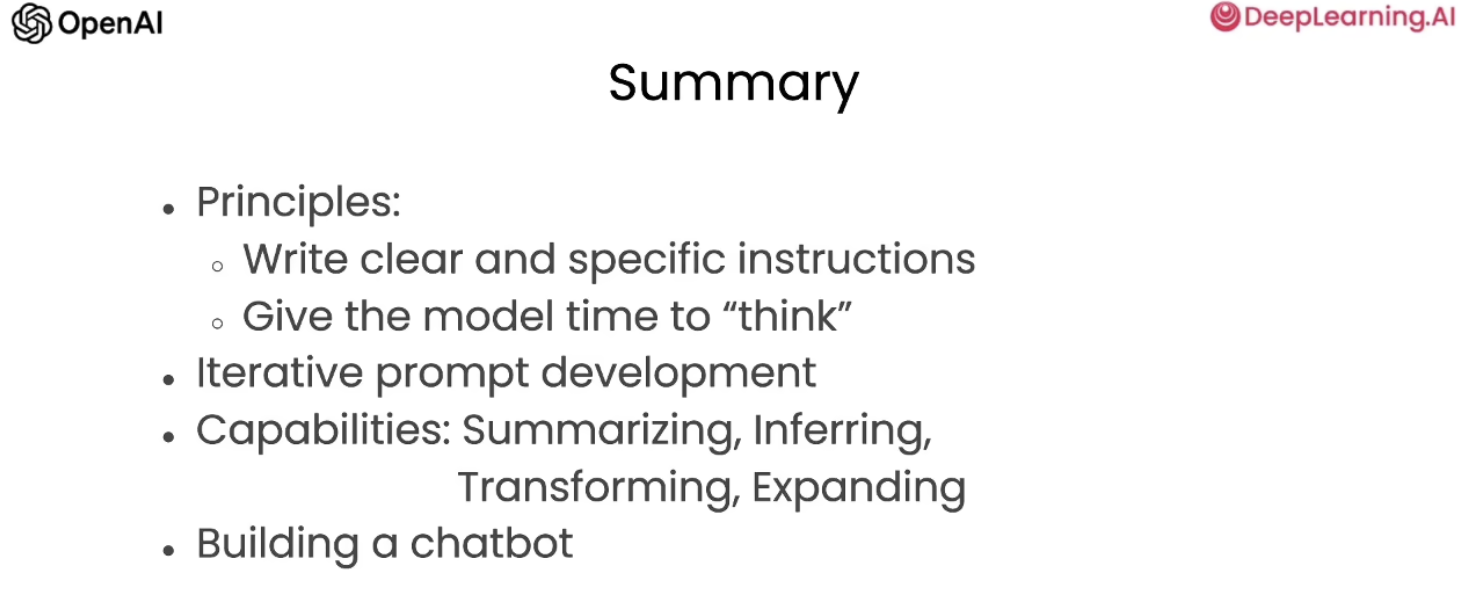 OpenAI
DeepLearning.AI
Summary
• Principles:
◦ Write clear and specific instructions
◦ Give the model time to “think”
• Iterative prompt development
• Capabilities: Summarizing, Inferring,
Transforming, Expanding
• Building a chatbot